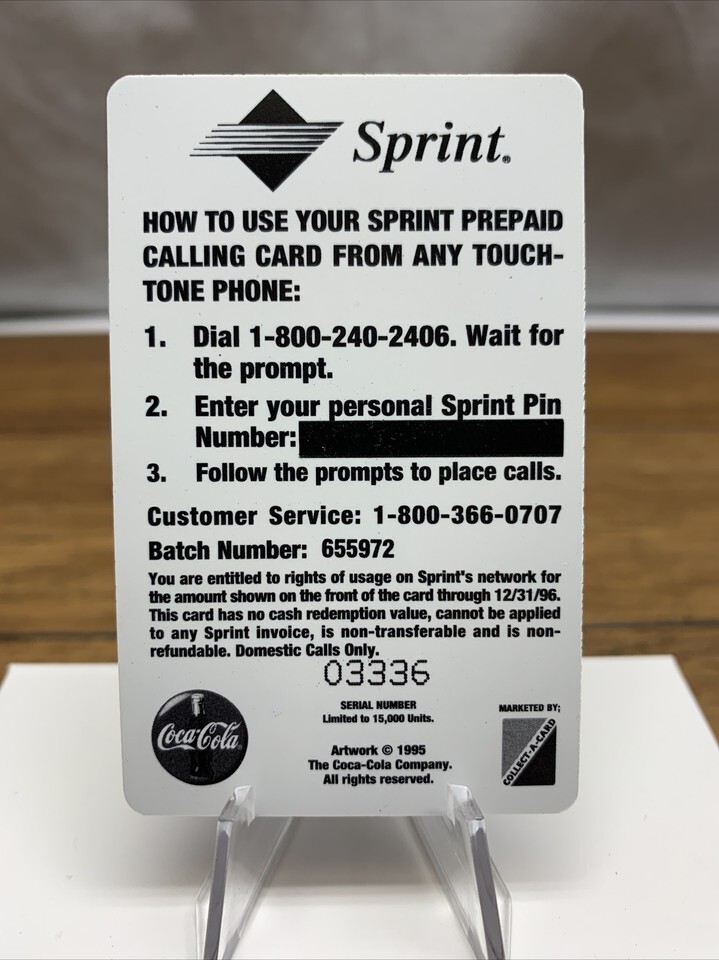 Sprint®
HOW TO USE YOUR SPRINT PREPAID
CALLING CARD FROM ANY TOUCH-
TONE PHONE:
1. Dial 1-800-240-2406. Wait for
the prompt.
2. Enter your personal Sprint Pin
Number:
3. Follow the prompts to place calls.
Customer Service: 1-800-366-0707
Batch Number: 655972
You are entitled to rights of usage on Sprint's network for
the amount shown on the front of the card through 12/31/96.
This card has no cash redemption value, cannot be applied
to any Sprint invoice, is non-transferable and is non-
refundable. Domestic Calls Only.
03336
SERIAL NUMBER
Limited to 15,000 Units.
Artwork © 1995
The Coca-Cola Company.
All rights reserved.
Coca-Cola
MARKETED BY;
COLLECT-A-CARD